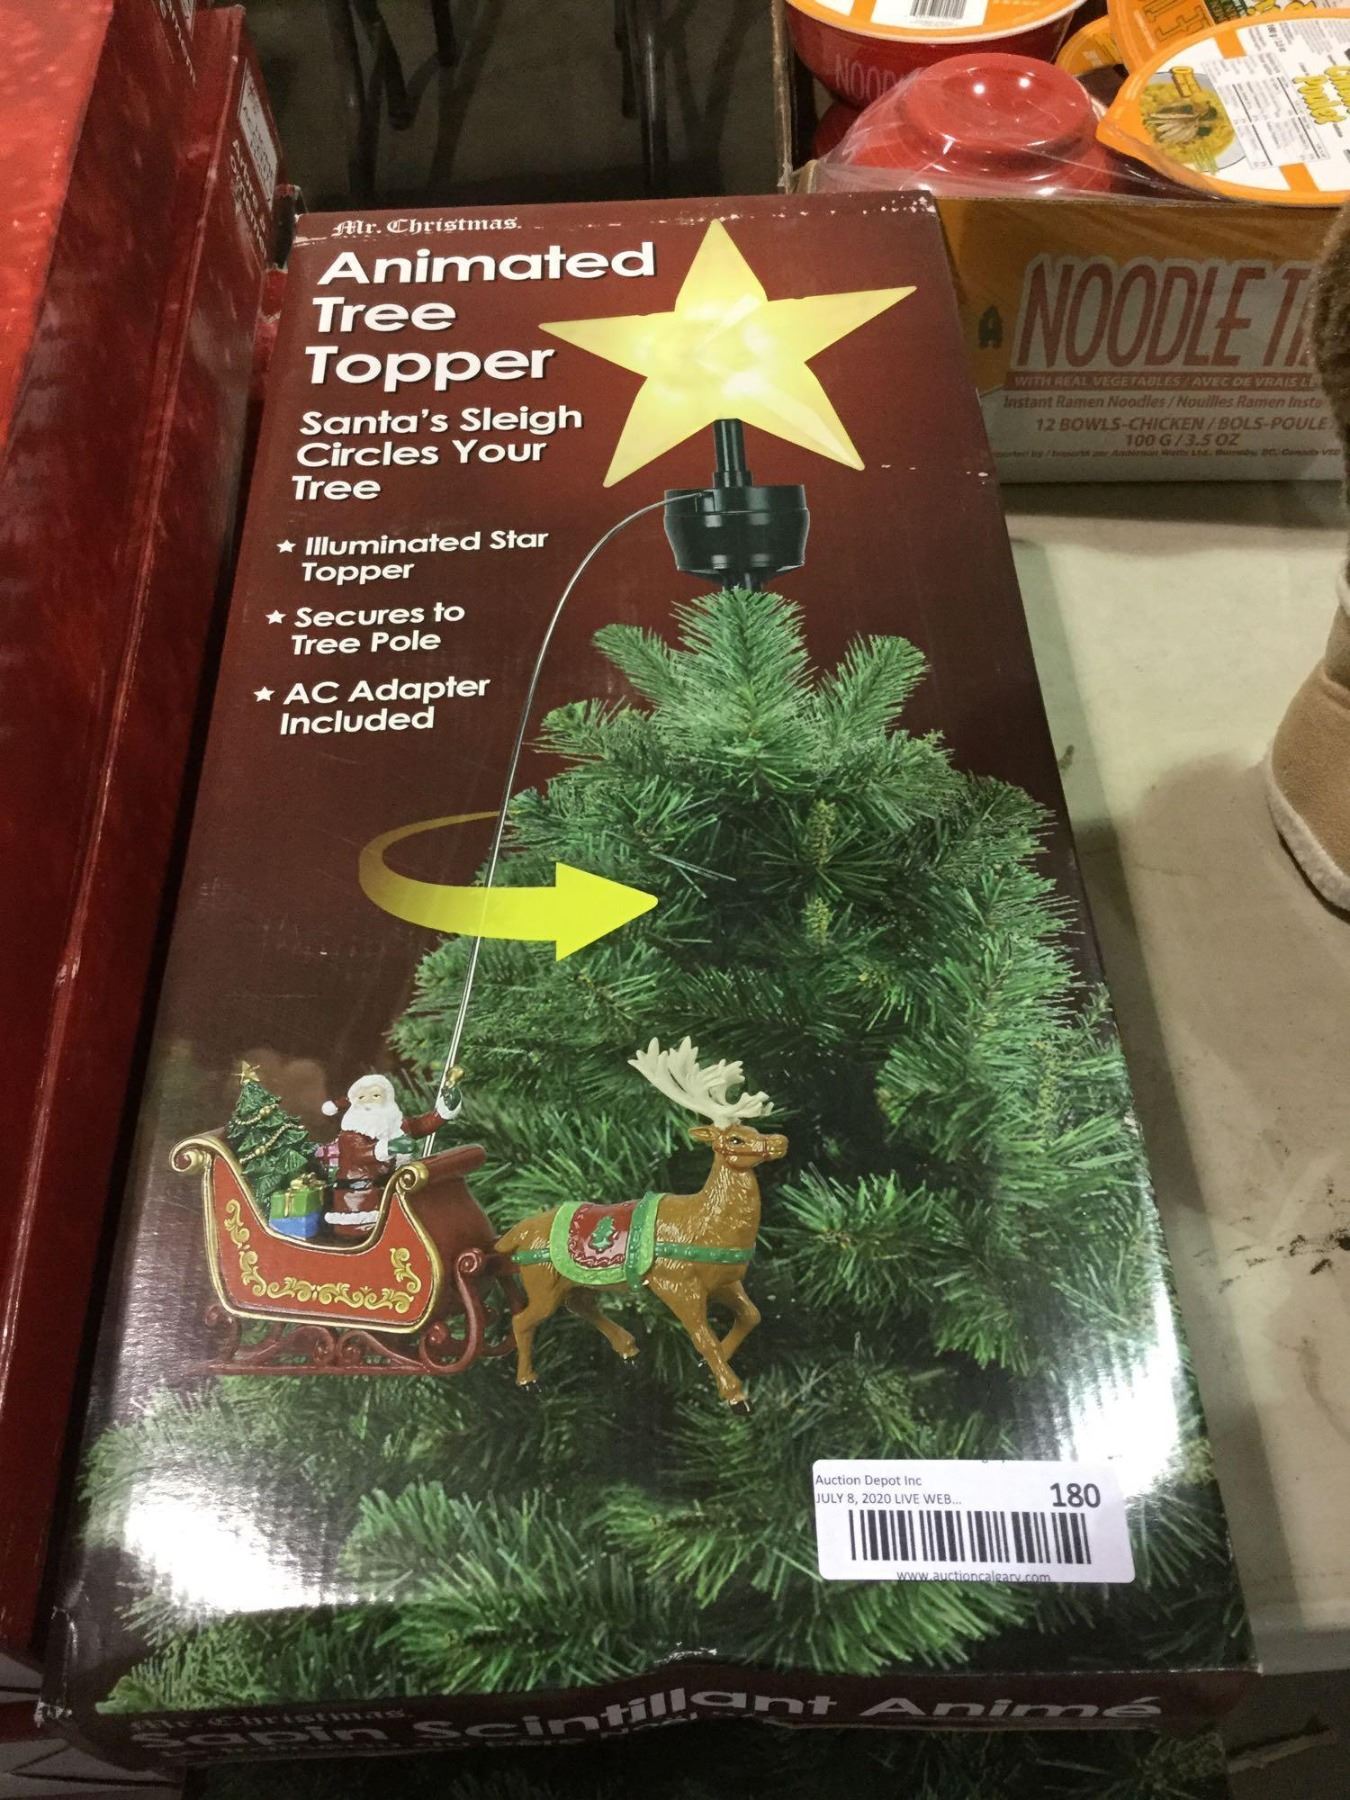 Mr. Christmas.
Animated
Tree
Topper
Santa's Sleigh
Circles Your
Tree
★ Illuminated Star
Topper
★ Secures to
Tree Pole
★ AC Adapter
Included
Auction Depot Inc
JULY 8, 2020 LIVE WEB...
180
www.auctioncalgary.com
Mr. Christmas.
Sapin Scintillant Animé
NOODLE
A NOODLE
WITH REAL VEGETABLES / AVEC DE VRAIS
Instant Ramen Noodles / Nouilles Ramen
12 BOWLS-CHICKEN / BOLS-POULE
100 G / 3.5 OZ